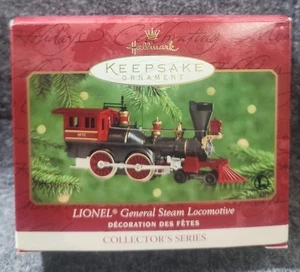 Hallmark
KEEPSAKE
ORNAMENT
LIONEL® General Steam Locomotive
DÉCORATION DES FÊTES
COLLECTOR'S SERIES